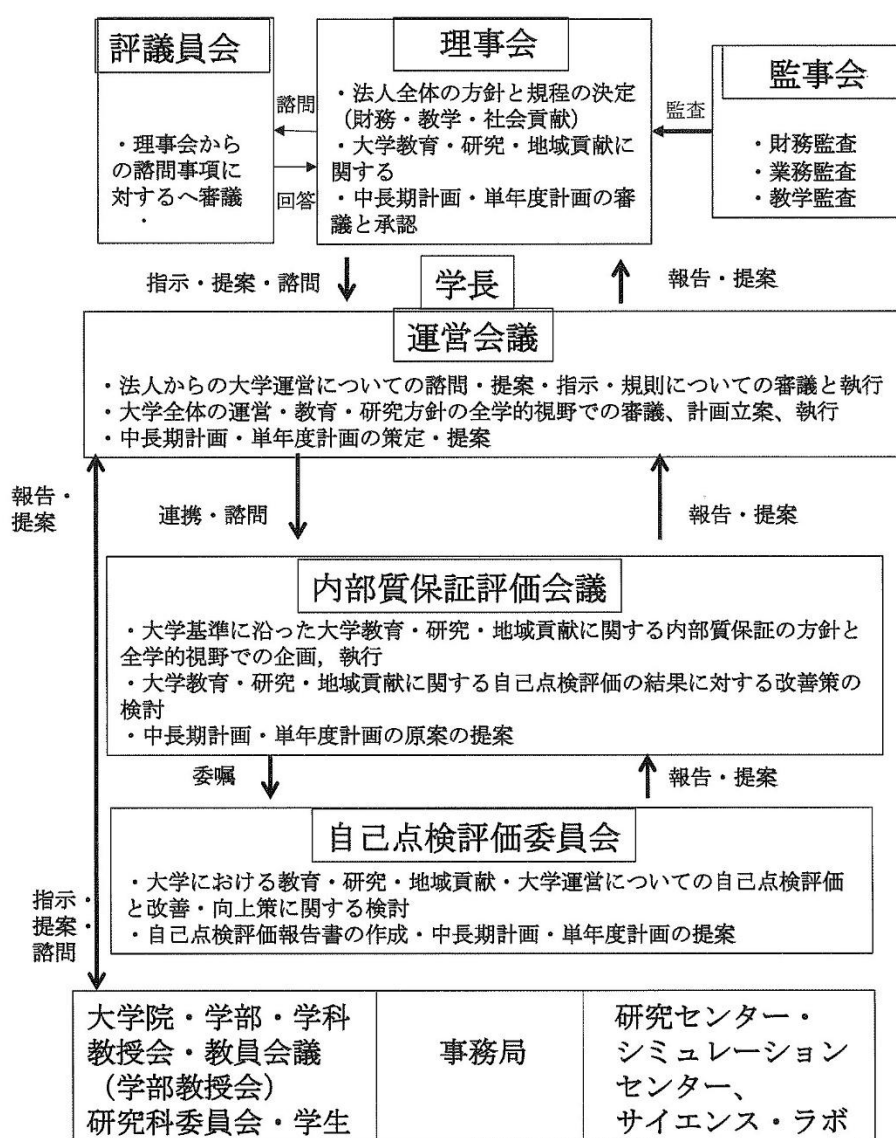 評議員会
・理事会から
の諮問事項に
対するへ審議
・
諮問
回答
理事会
・法人全体の方針と規程の決定
（財務・教学・社会貢献）
・大学教育・研究・地域貢献に
関する
・中長期計画・単年度計画の審
議と承認
監査
監事会
・財務監査
・業務監査
・教学監査
指示・提案・諮問
学長
報告・提案
運営会議
・法人からの大学運営についての諮問・提案・指示・規則についての審議と執行
・大学全体の運営・教育・研究方針の全学的視野での審議、計画立案、執行
・中長期計画・単年度計画の策定・提案
報告・
提案
連携・諮問
報告・提案
内部質保証評価会議
・大学基準に沿った大学教育・研究・地域貢献に関する内部質保証の方針と
全学的視野での企画，執行
・大学教育・研究・地域貢献に関する自己点検評価の結果に対する改善策の
検討
・中長期計画・単年度計画の原案の提案
委嘱
報告・提案
自己点検評価委員会
・大学における教育・研究・地域貢献・大学運営についての自己点検評価
と改善・向上策に関する検討
・自己点検評価報告書の作成・中長期計画・単年度計画の提案
指示・
提案・
諮問
大学院・学部・学科
教授会・教員会議
（学部教授会）
研究科委員会・学生
事務局
研究センター・
シミュレーション
センター、
サイエンス・ラボ